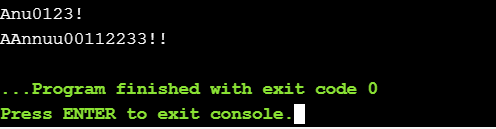 Anu0123!
AAnnuu00112233!!
...Program finished with exit code 0
Press ENTER to exit console.